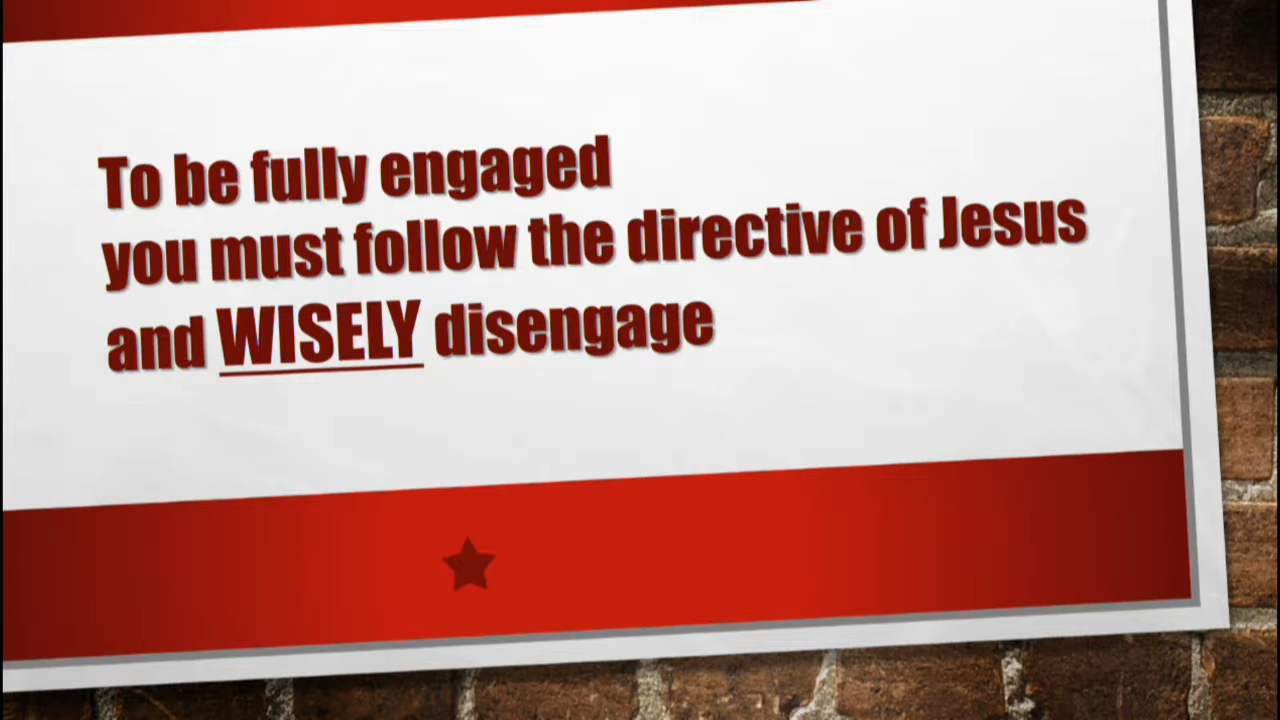 To be fully engaged
you must follow the directive of Jesus
and WISELY disengage